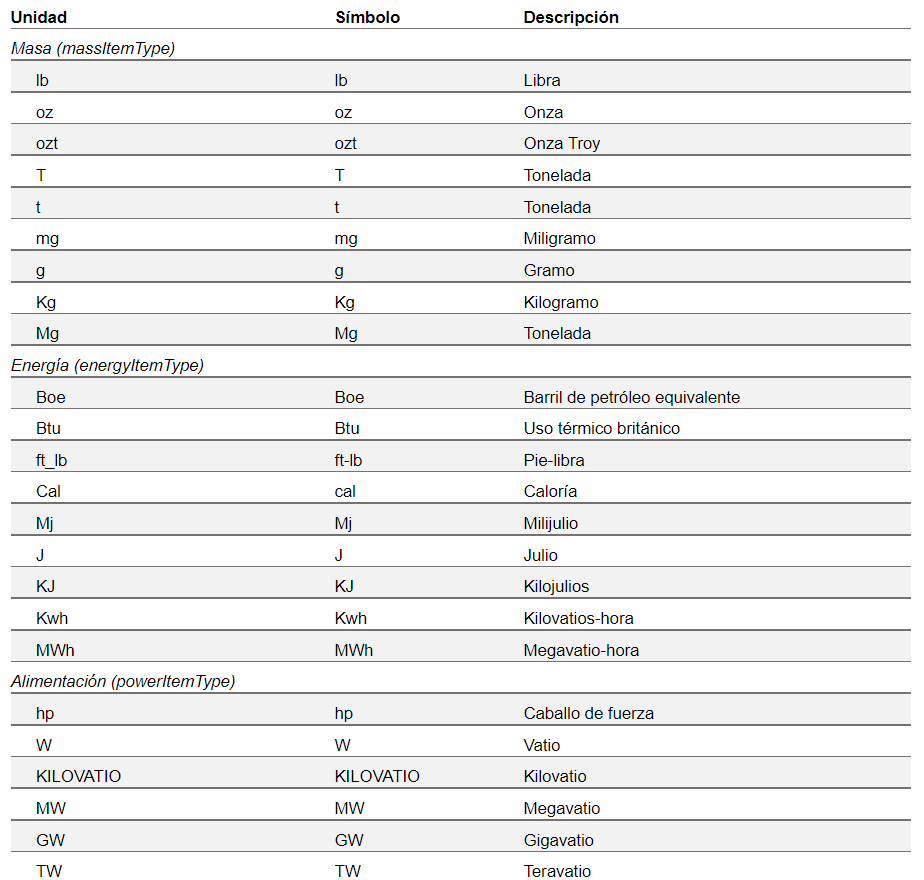 Unidad Símbolo Descripción
Masa (massItemType)
lb lb Libra
oz oz Onza
ozt ozt Onza Troy
T T Tonelada
t t Tonelada
mg mg Miligramo
g g Gramo
Kg Kg Kilogramo
Mg Mg Tonelada
Energía (energyItemType)
Boe Boe Barril de petróleo equivalente
Btu Btu Uso térmico británico
ft_lb ft-lb Pie-libra
Cal cal Caloría
Mj Mj Milijulio
J J Julio
KJ KJ Kilojulios
Kwh Kwh Kilovatios-hora
MWh MWh Megavatio-hora
Alimentación (powerItemType)
hp hp Caballo de fuerza
W W Vatio
KILOVATIO KILOVATIO Kilovatio
MW MW Megavatio
GW GW Gigavatio
TW TW Teravatio